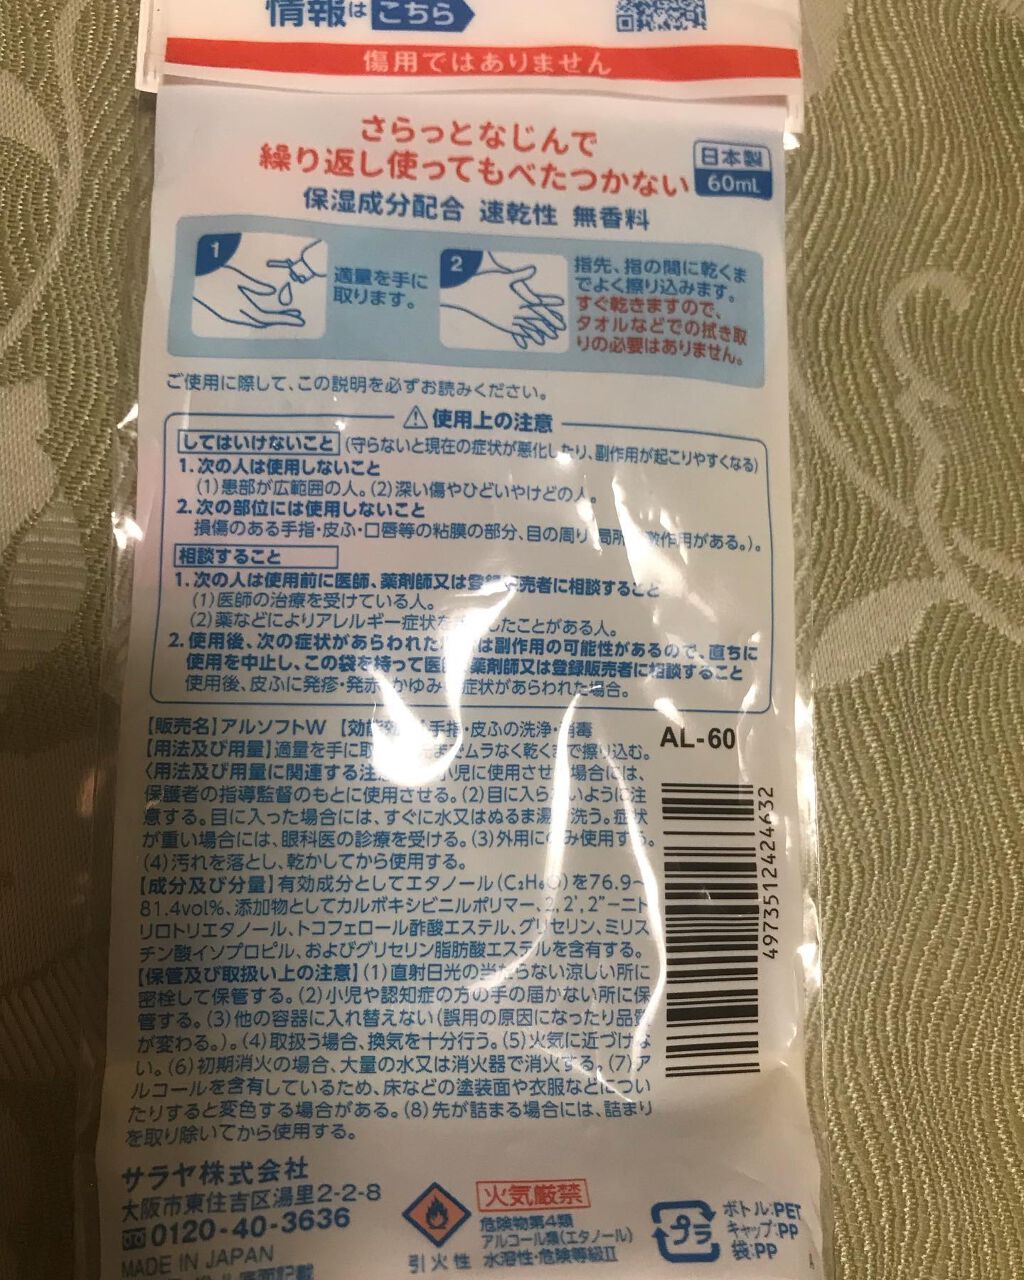 情報は こちら
傷用ではありません
さらっとなじんで
繰り返し使ってもべたつかない
日本製
60mL
保湿成分配合 速乾性 無香料
1
適量を手に
取ります。
2
指先、指の間に乾くま
でよく擦り込みます。
すぐ乾きますので、
タオルなどでの拭き取
りの必要はありません。
ご使用に際して、この説明を必ずお読みください。
使用上の注意
してはいけないこと (守らないと現在の症状が悪化したり、副作用が起こりやすくなる)
1. 次の人は使用しないこと
(1)患部が広範囲の人。(2)深い傷やひどいやけどの人。
2. 次の部位には使用しないこと
損傷のある手指・皮ふ・口唇等の粘膜の部分、目の周り 局所 激作用がある。)。
相談すること
1. 次の人は使用前に医師、薬剤師又は登録 売者に相談すること
(1)医師の治療を受けている人。
(2)薬などによりアレルギー症状を したことがある人。
2. 使用後、次の症状があらわれた は副作用の可能性があるので、直ちに
使用を中止し、この袋を持って医師 薬剤師又は登録販売者に相談すること
使用後、皮ふに発疹・発赤 かゆみ 症状があらわれた場合。
【販売名】アルソフトW 【効能 手指・皮ふの洗浄・消毒
AL-60
【用法及び用量】適量を手に取 ムラなく乾くまで擦り込む。
〈用法及び用量に関連する注 小児に使用させ 場合には、
保護者の指導監督のもとに使用させる。(2)目に入らないように注
意する。目に入った場合には、すぐに水又はぬるま湯 洗う。症状
が重い場合には、眼科医の診療を受ける。(3)外用にのみ使用する。
(4)汚れを落とし、乾かしてから使用する。
【成分及び分量】有効成分としてエタノール(C₂H₆O)を76.9~
81.4vol%、添加物としてカルボキシビニルポリマー、2,2',2"-ニト
リロトリエタノール、トコフェロール酢酸エステル、グリセリン、ミリス
チン酸イソプロピル、およびグリセリン脂肪酸エステルを含有する。
【保管及び取扱い上の注意】(1)直射日光の当たらない涼しい所に
密栓して保管する。(2)小児や認知症の方の手の届かない所に保
管する。(3)他の容器に入れ替えない(誤用の原因になったり品質
が変わる。)。(4)取扱う場合、換気を十分行う。(5)火気に近づけな
い。(6)初期消火の場合、大量の水又は消火器で消火する。(7)ア
ルコールを含有しているため、床などの塗装面や衣服などについ
たりすると変色する場合がある。(8)先が詰まる場合には、詰まり
を取り除いてから使用する。
4973512424632
サラヤ株式会社
大阪市東住吉区湯里2-2-8
0120-40-3636
MADE IN JAPAN
引火性
火気厳禁
危険物第4類
アルコール類(エタノール)
水溶性・危険等級Ⅱ
プラ
ボトル:PET
キャップ:PP
袋:PP